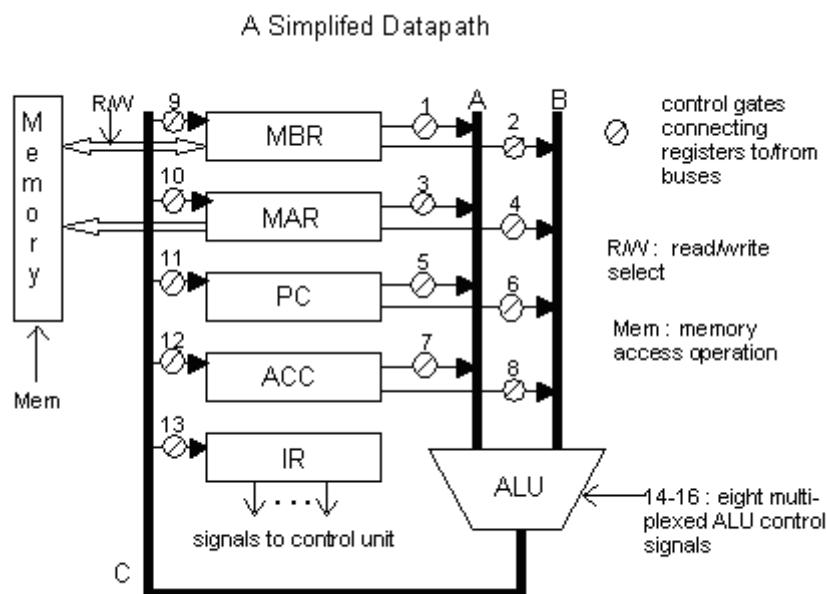 A Simplifed Datapath
Memory
R/W
9
MBR
1
A
B
2
control gates
connecting
registers to/from
buses
10
MAR
3
4
R/W : read/write
select
11
PC
5
6
Mem : memory
access operation
12
ACC
7
8
Mem
13
IR
ALU
14-16 : eight multi-
plexed ALU control
signals
signals to control unit
C